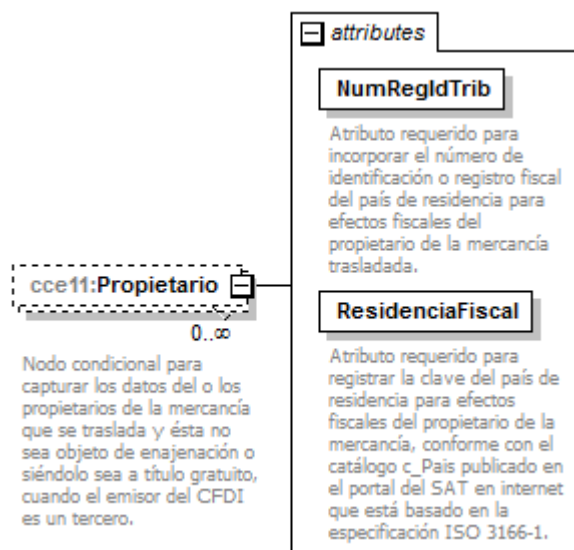 attributes
NumRegIdTrib
Atributo requerido para
incorporar el número de
identificación o registro fiscal
del país de residencia para
efectos fiscales del
propietario de la mercancía
trasladada.
cce11:Propietario
0..∞
Nodo condicional para
capturar los datos del o los
propietarios de la mercancía
que se traslada y ésta no
sea objeto de enajenación o
siéndolo sea a título gratuito,
cuando el emisor del CFDI
es un tercero.
ResidenciaFiscal
Atributo requerido para
registrar la clave del país de
residencia para efectos
fiscales del propietario de la
mercancía, conforme con el
catálogo c_Pais publicado en
el portal del SAT en internet
que está basado en la
especificación ISO 3166-1.